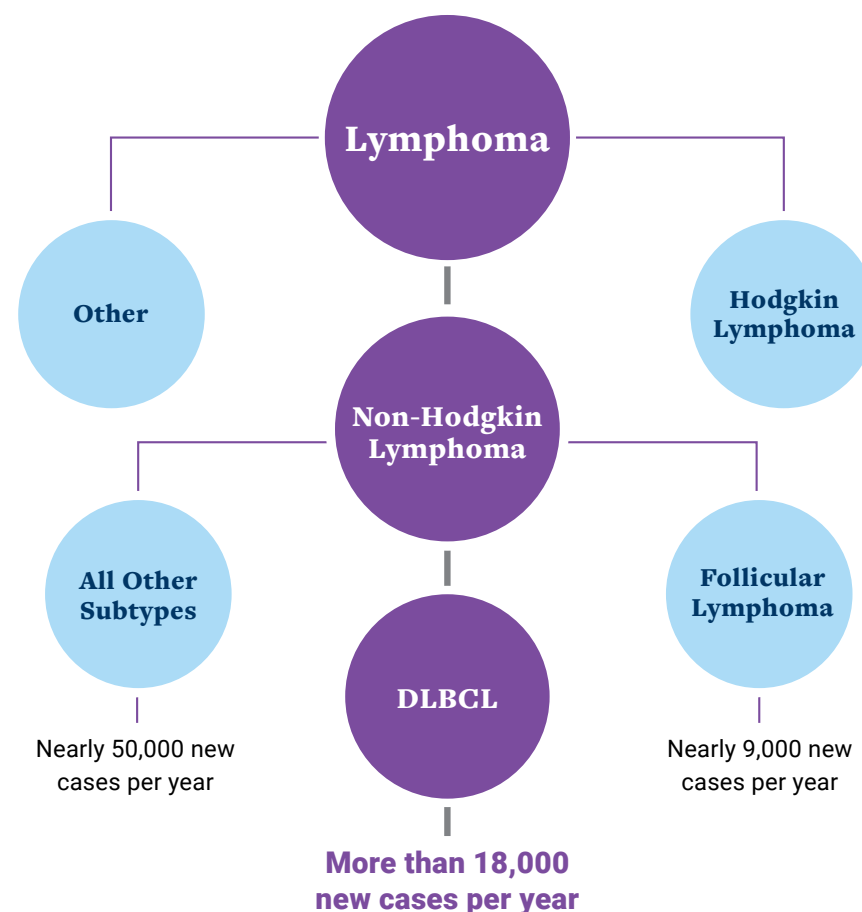 Lymphoma
Other
Hodgkin
Lymphoma
Non-Hodgkin
Lymphoma
All Other
Subtypes
Follicular
Lymphoma
DLBCL
Nearly 50,000 new
cases per year
Nearly 9,000 new
cases per year
More than 18,000
new cases per year